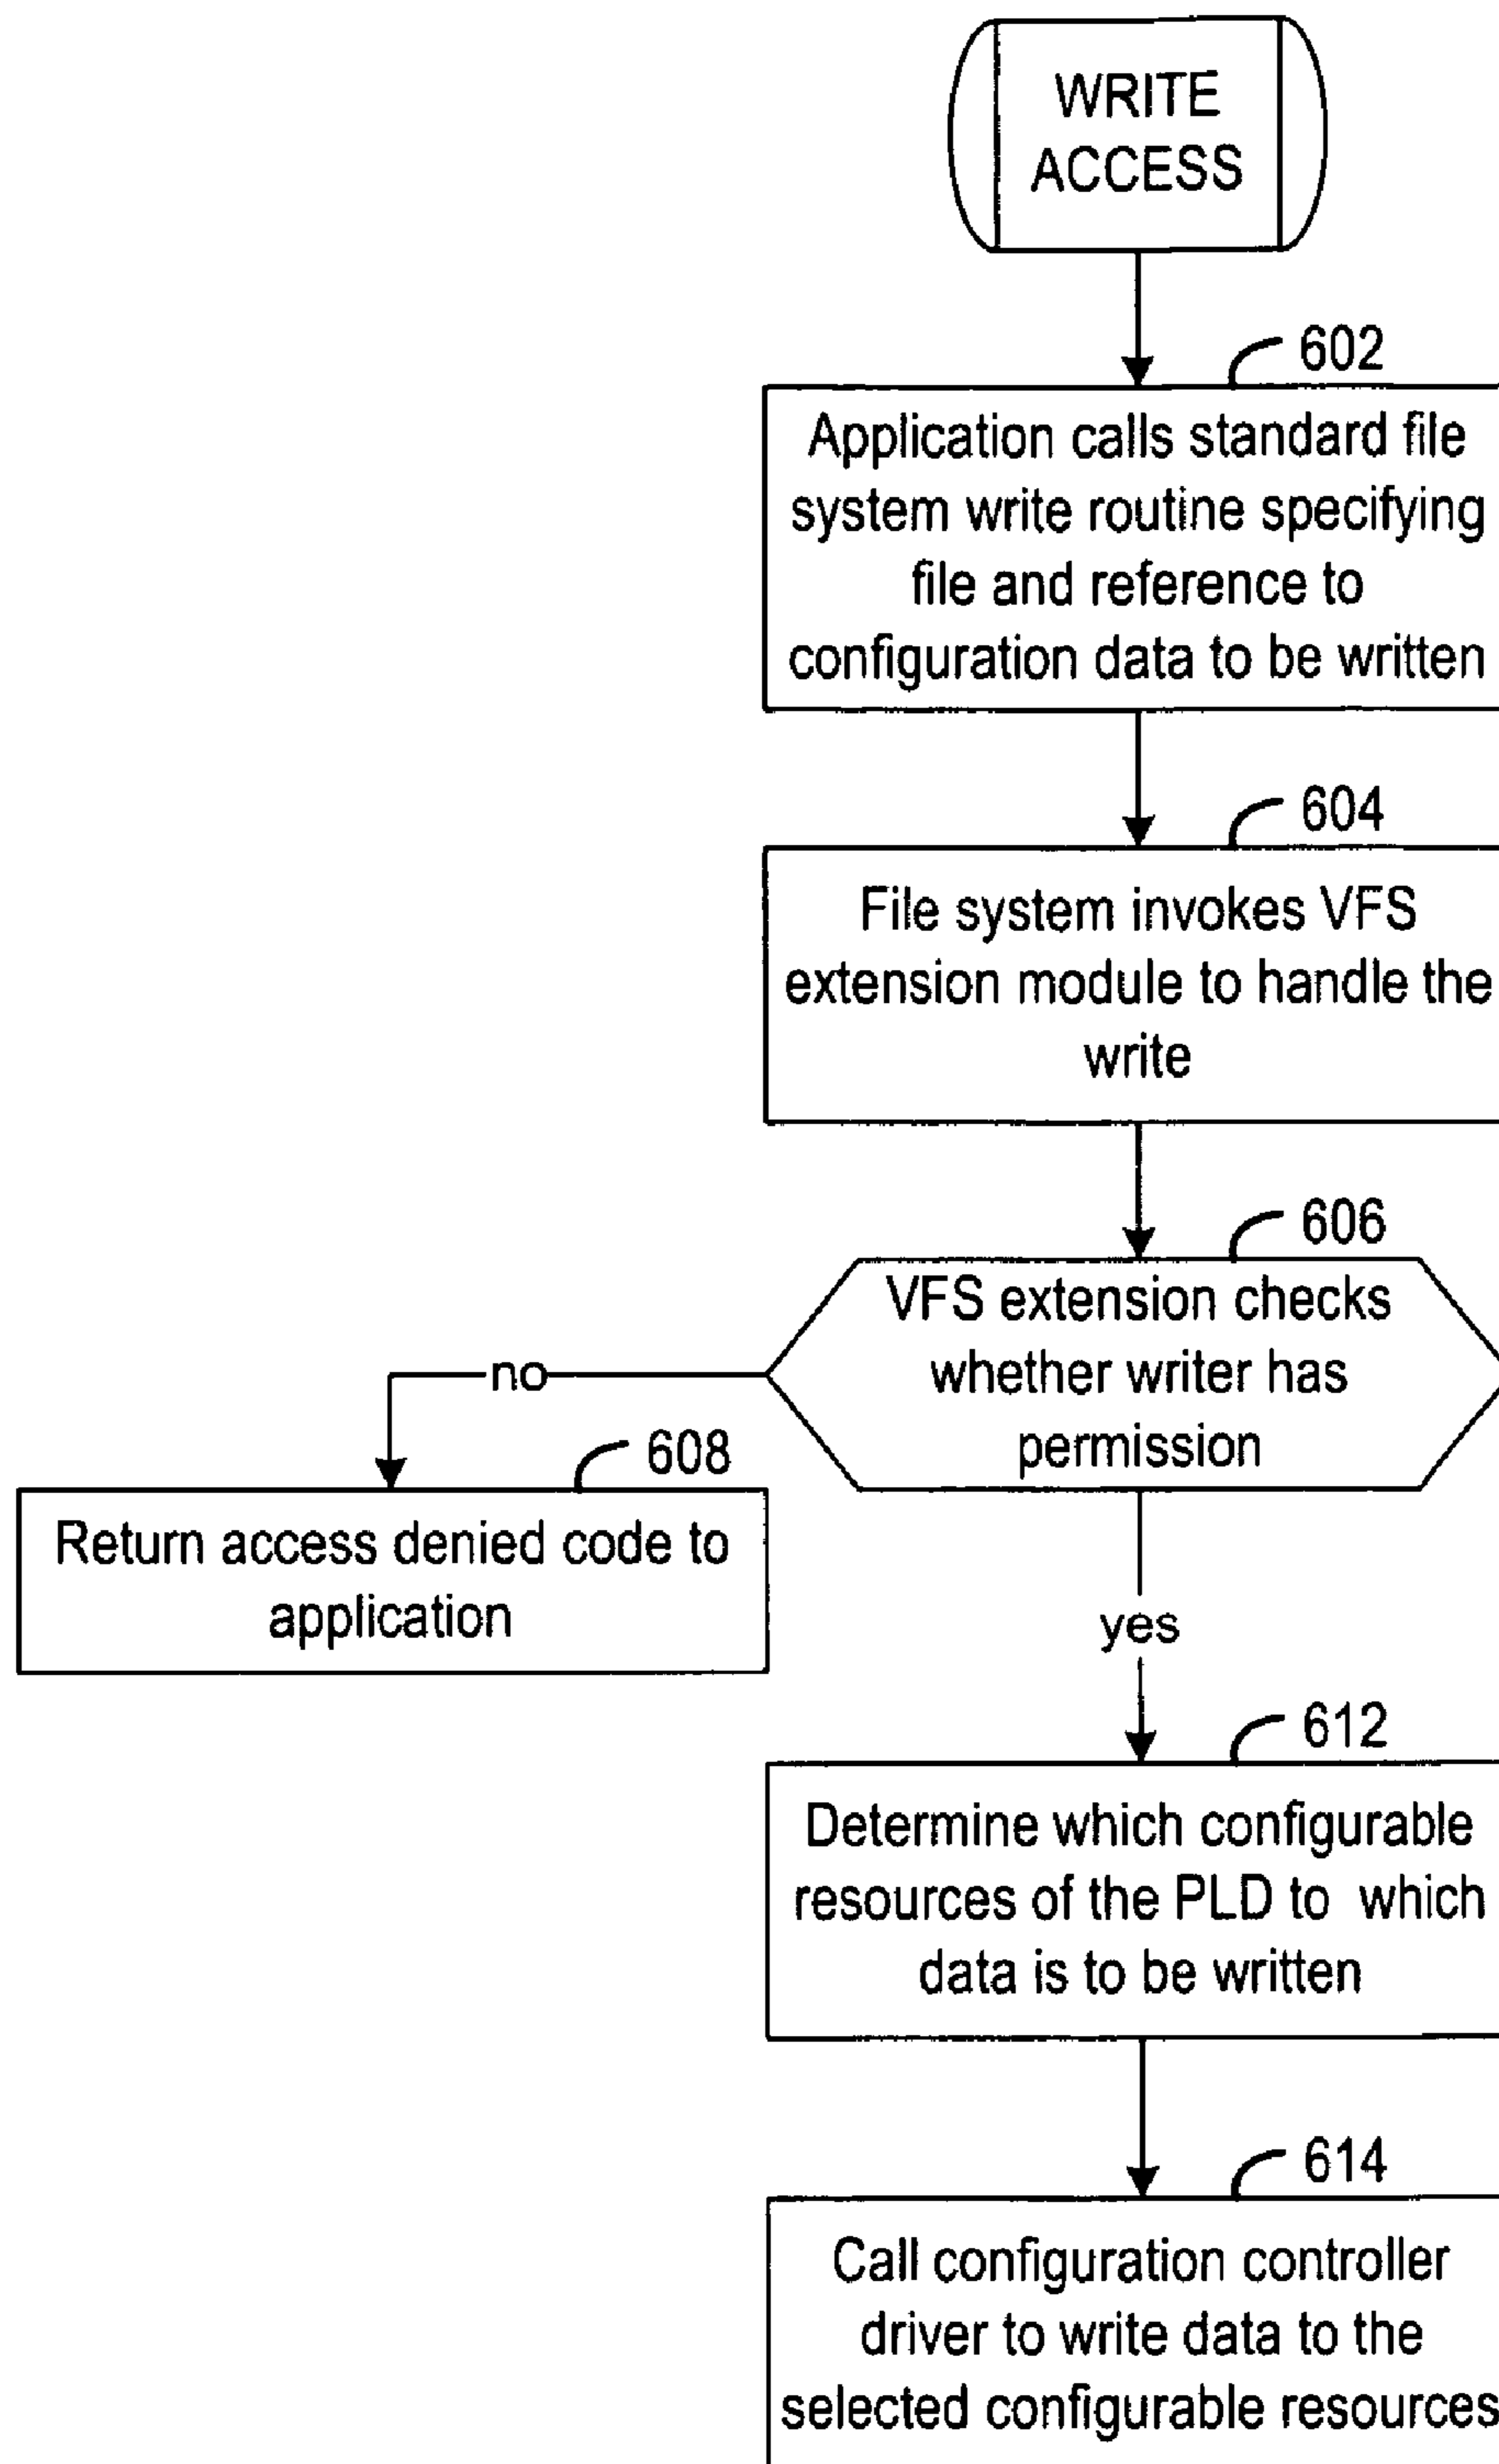 WRITE
ACCESS
602
Application calls standard file
system write routine specifying
file and reference to
configuration data to be written
604
File system invokes VFS
extension module to handle the
write
606
VFS extension checks
whether writer has
permission
no
608
Return access denied code to
application
yes
612
Determine which configurable
resources of the PLD to which
data is to be written
614
Call configuration controller
driver to write data to the
selected configurable resources